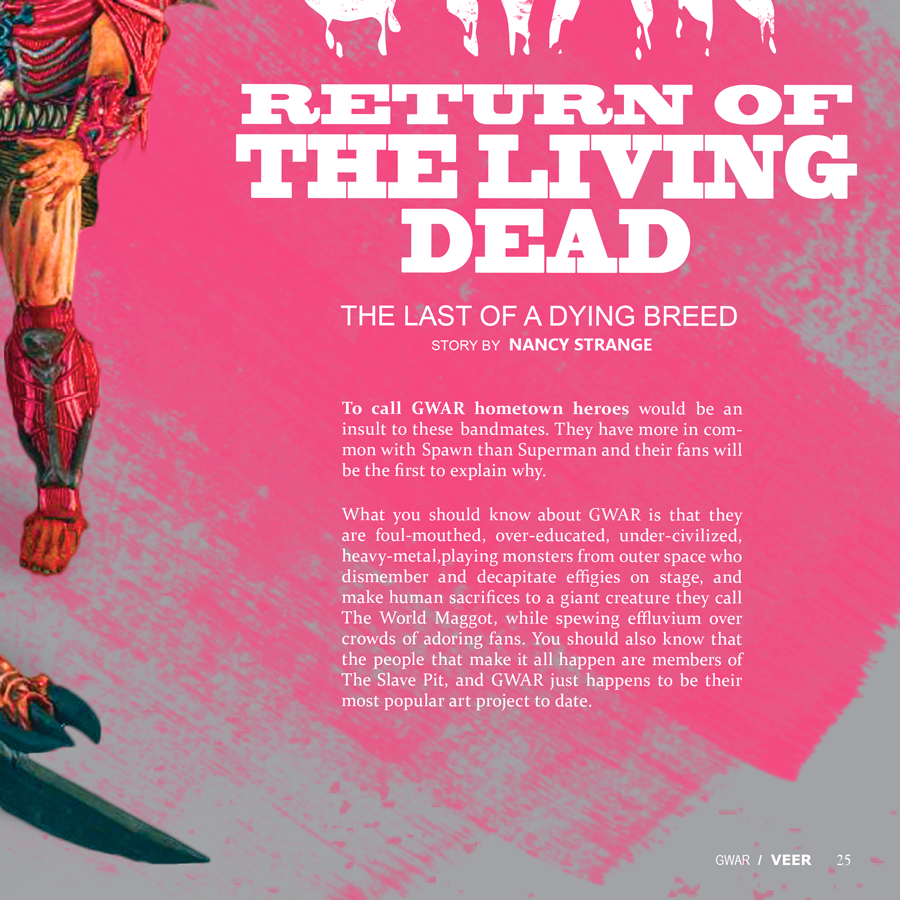 RETURN OF
THE LIVING
DEAD
THE LAST OF A DYING BREED
STORY BY NANCY STRANGE
To call GWAR hometown heroes would be an
insult to these bandmates. They have more in com-
mon with Spawn than Superman and their fans will
be the first to explain why.
What you should know about GWAR is that they
are foul-mouthed, over-educated, under-civilized,
heavy-metal,playing monsters from outer space who
dismember and decapitate effigies on stage, and
make human sacrifices to a giant creature they call
The World Maggot, while spewing effluvium over
crowds of adoring fans. You should also know that
the people that make it all happen are members of
The Slave Pit, and GWAR just happens to be their
most popular art project to date.
GWAR / VEER 25